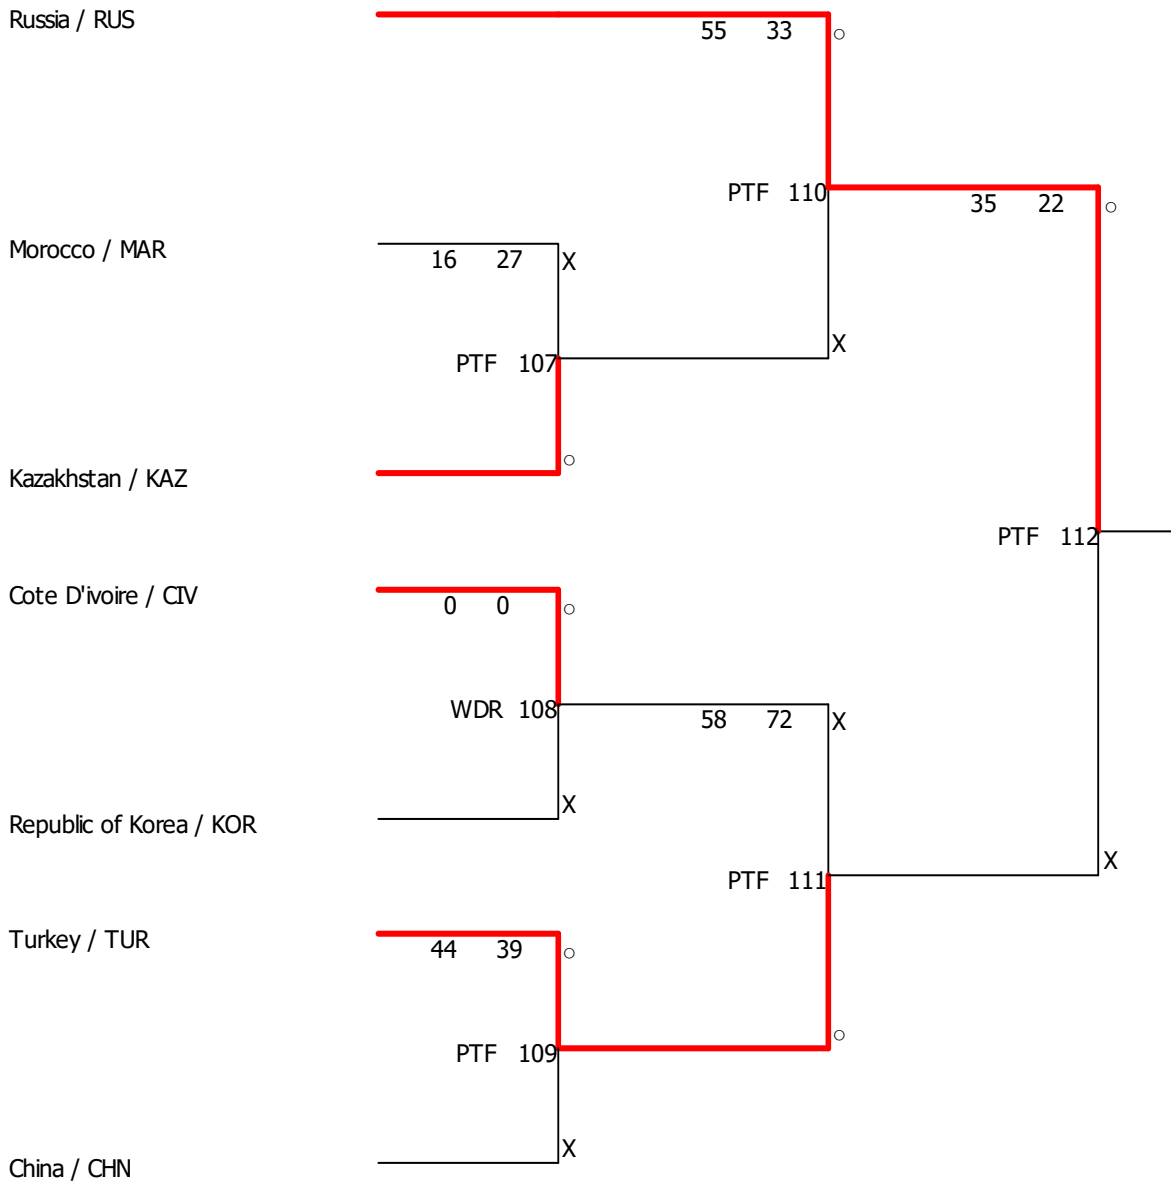 Russia / RUS
55 33
○
PTF 110
35 22
○
Morocco / MAR
16 27
X
X
PTF 107
○
Kazakhstan / KAZ
PTF 112
Cote D'ivoire / CIV
0 0
○
WDR 108
58 72
X
X
Republic of Korea / KOR
X
PTF 111
Turkey / TUR
44 39
○
○
PTF 109
X
China / CHN